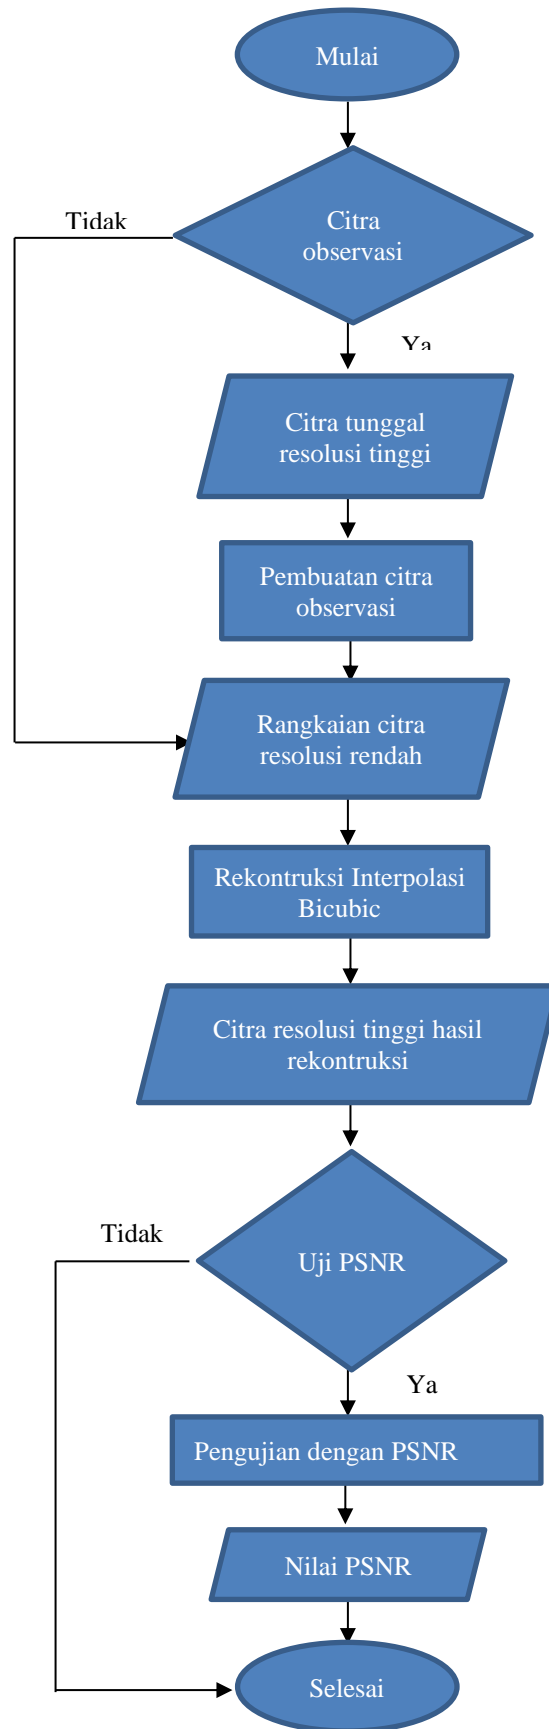 Mulai
Tidak
Citra
observasi
Ya
Citra tunggal
resolusi tinggi
Pembuatan citra
observasi
Rangkaian citra
resolusi rendah
Rekontruksi Interpolasi
Bicubic
Citra resolusi tinggi hasil
rekontruksi
Tidak
Uji PSNR
Ya
Pengujian dengan PSNR
Nilai PSNR
Selesai